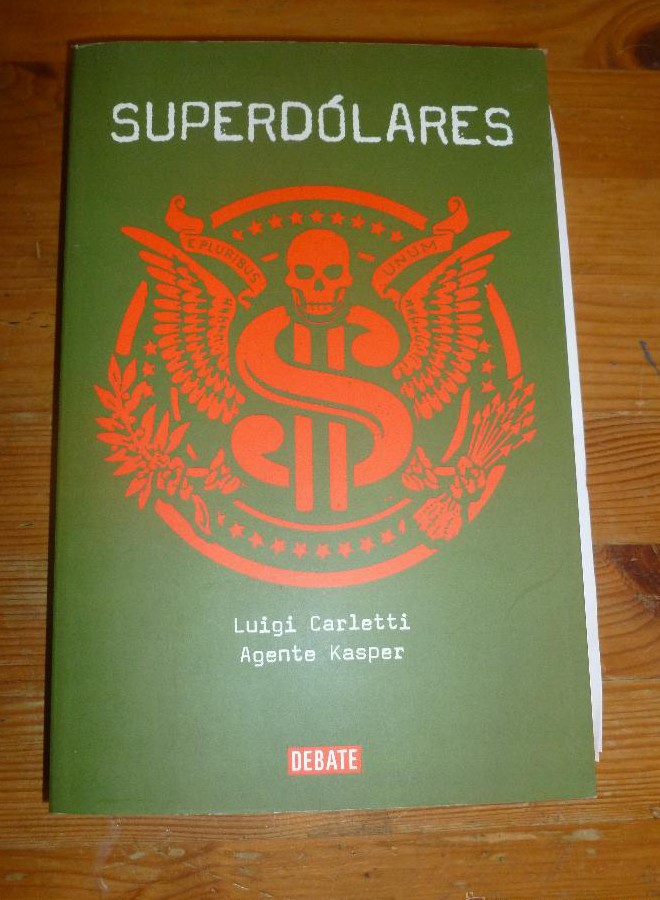 SUPERDÓLARES
E PLURIBUS
UNUM
Luigi Carletti
Agente Kasper
DEBATE